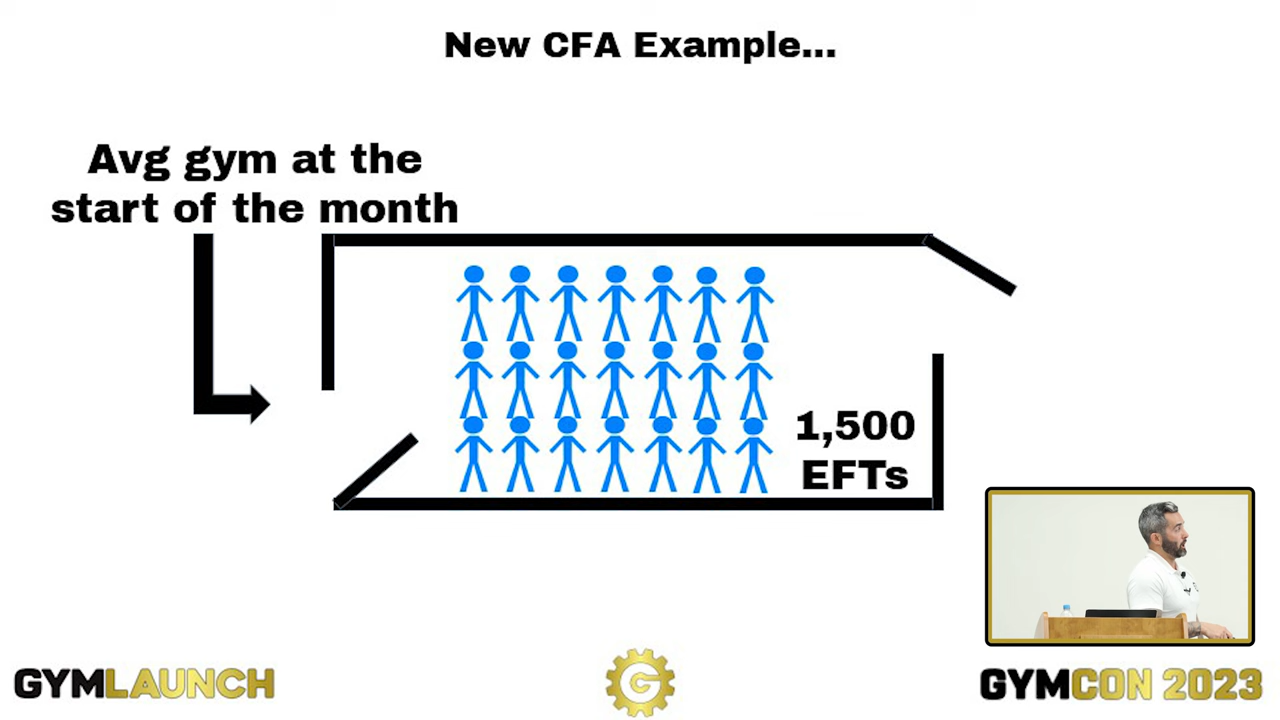 New CFA Example...
Avg gym at the
start of the month
1,500
EFTs
GYMLAUNCH
G
GYMCON 2023